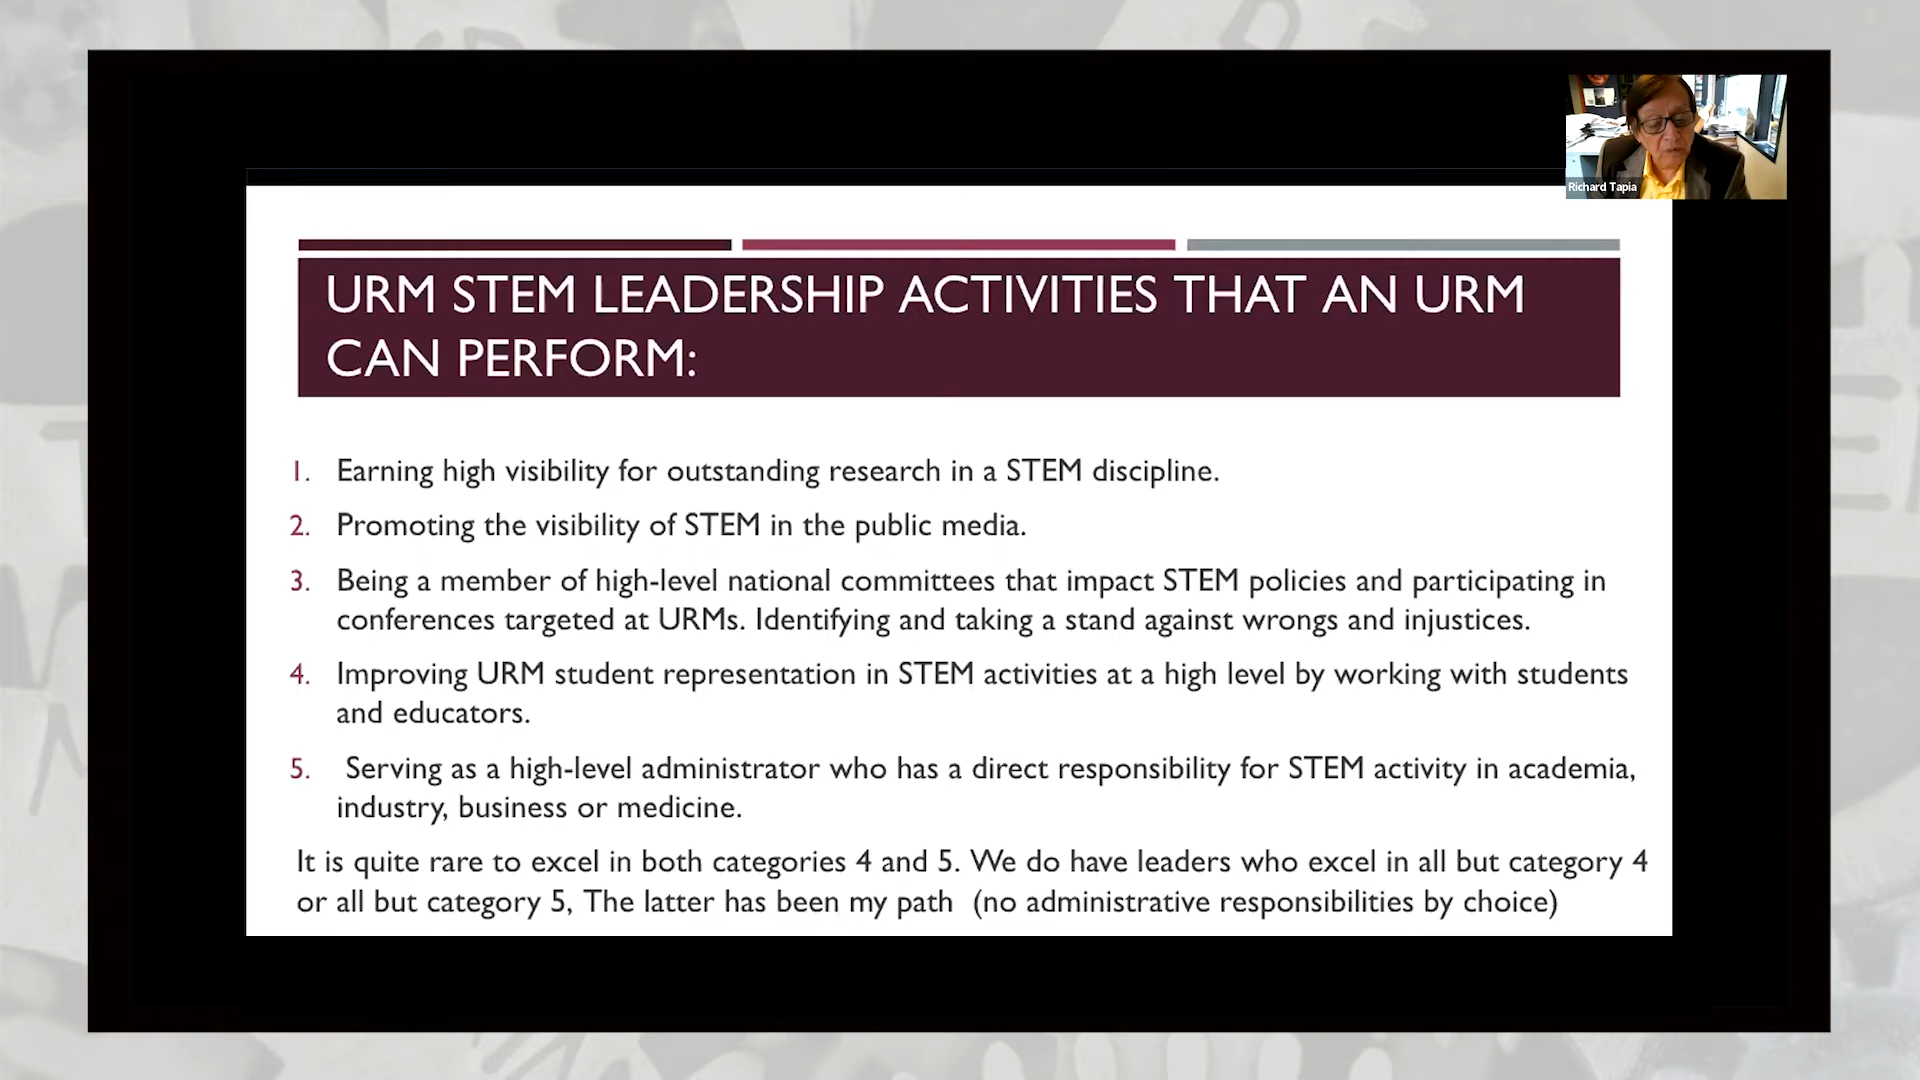 Richard Tapia
URM STEM LEADERSHIP ACTIVITIES THAT AN URM
CAN PERFORM:
1. Earning high visibility for outstanding research in a STEM discipline.
2. Promoting the visibility of STEM in the public media.
3. Being a member of high-level national committees that impact STEM policies and participating in
conferences targeted at URMs. Identifying and taking a stand against wrongs and injustices.
4. Improving URM student representation in STEM activities at a high level by working with students
and educators.
5. Serving as a high-level administrator who has a direct responsibility for STEM activity in academia,
industry, business or medicine.
It is quite rare to excel in both categories 4 and 5. We do have leaders who excel in all but category 4
or all but category 5, The latter has been my path (no administrative responsibilities by choice)